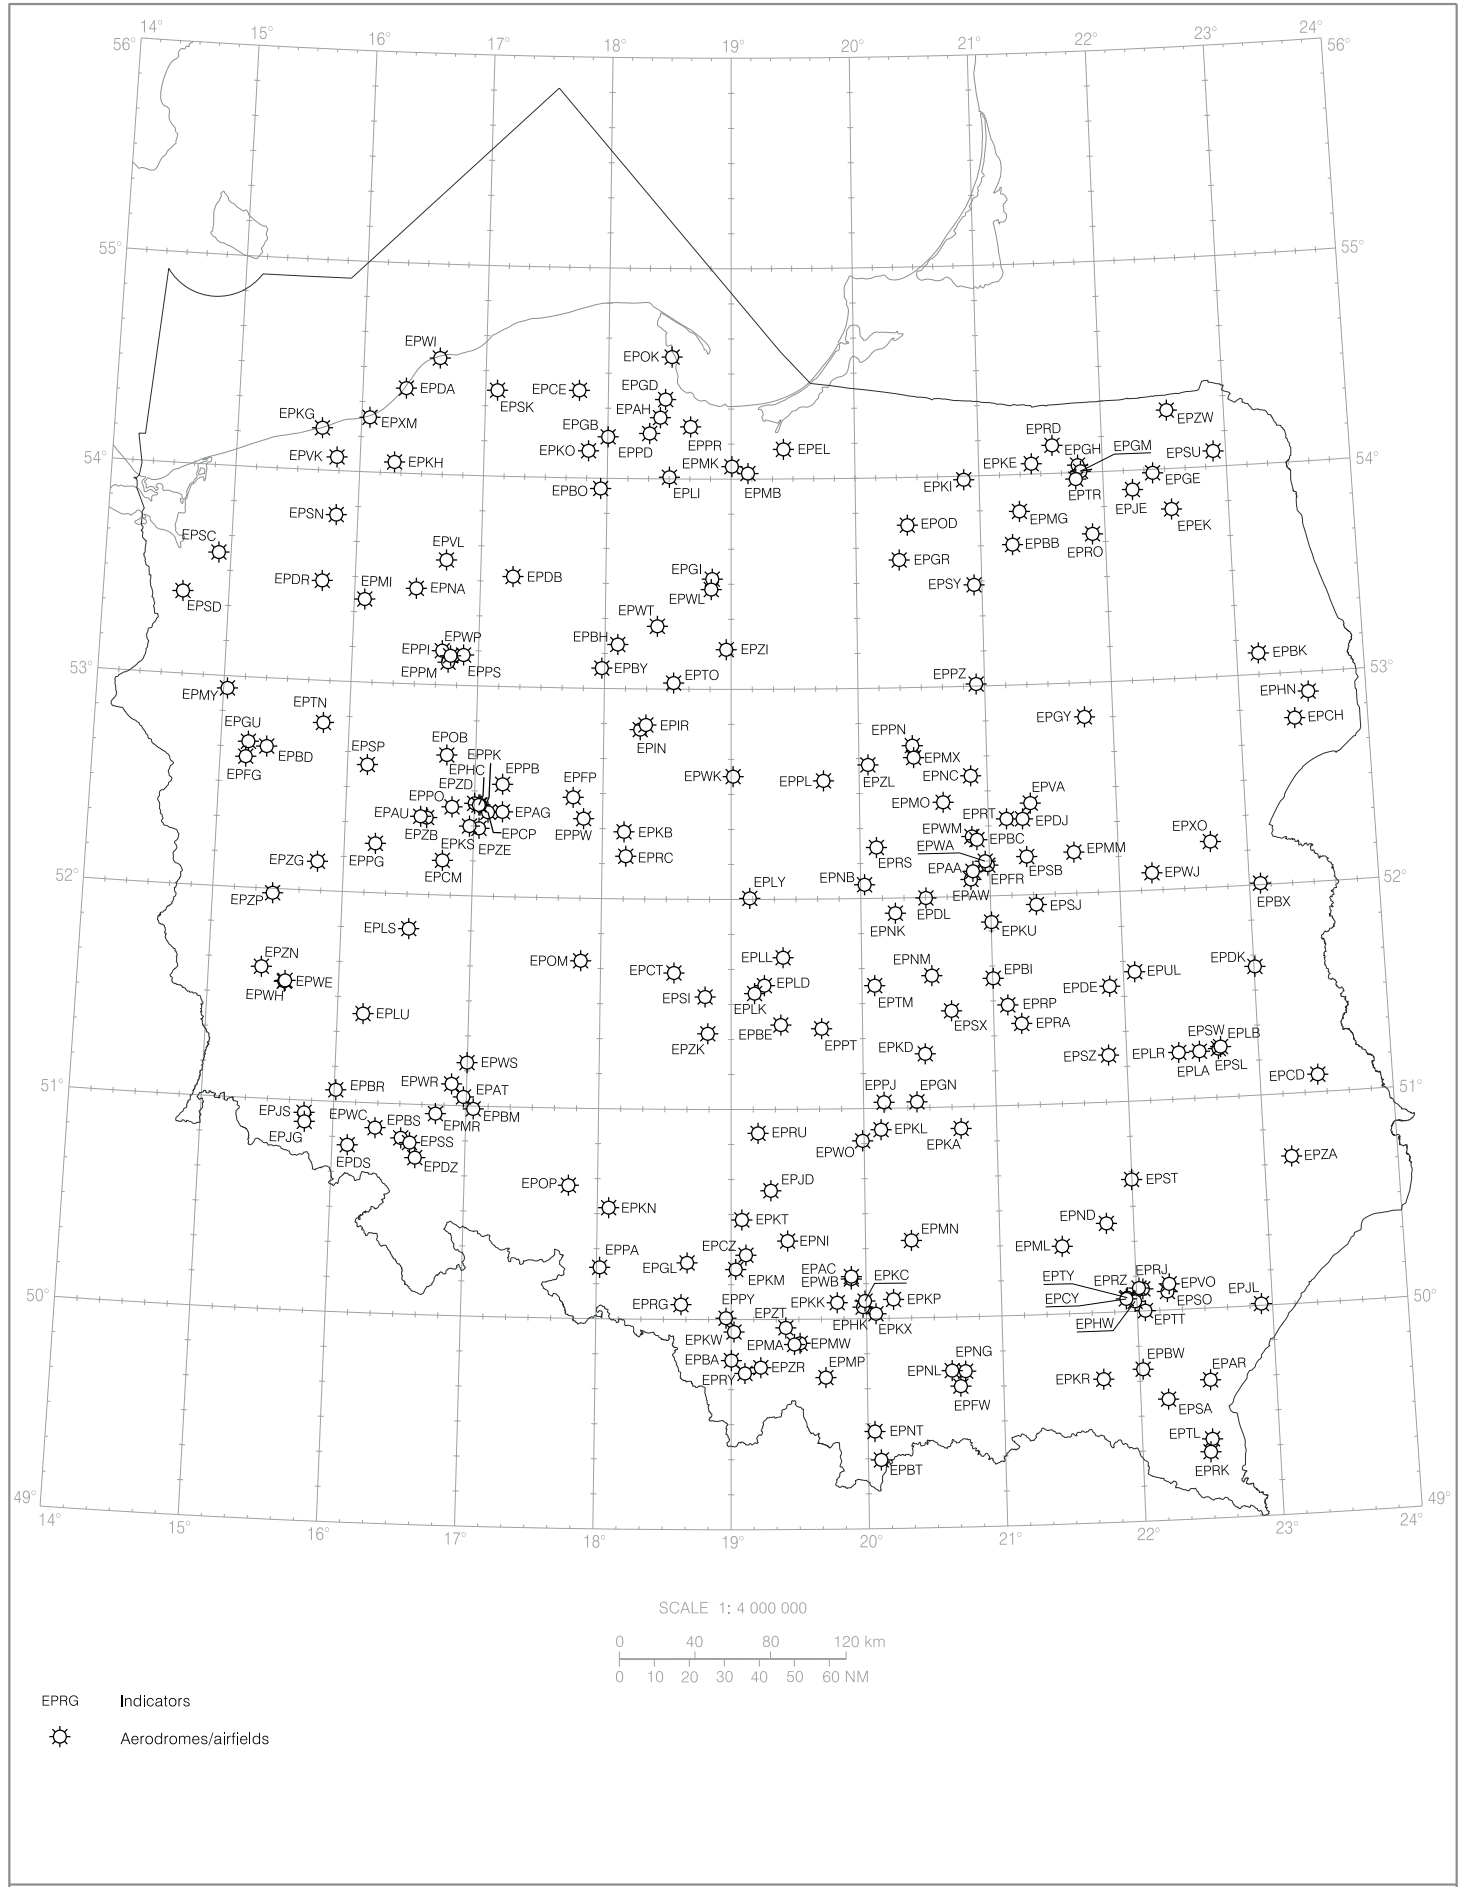 14° 15° 16° 17° 18° 19° 20° 21° 22° 23° 24°
56° 56°
55° 55°
EPWI
EPOK
EPDA EPSK EPCE EPGD
EPAH
EPZW
EPKG EPXM EPGB EPPD EPPR EPRD
EPKO EPMK EPEL EPGH EPGM EPSU
54° EPVK EPKH EPKE 54°
EPBO EPLI EPMB EPKI EPTR EPJE EPGE
EPSN EPOD EPMG EPEK
EPSC EPVL EPBB EPRO
EPGR
EPDR EPMI EPNA EPDB EPGI EPSY
EPSD EPWL
EPWT
EPPI EPWP EPBH EPZI EPBK
53° EPPM EPPS EPBY EPTO 53°
EPMY EPPZ EPHN
EPTN EPIR EPGY EPCH
EPGU EPIN EPPN
EPFG EPBD EPSP EPOB EPPK EPMX
EPHC EPPB EPWK EPPL EPZL EPNC
EPZD EPFP EPVA
EPPO EPMO
EPAU EPAG EPRT EPDJ
EPZB EPKS EPZE EPCP EPPW EPKB EPWM EPBC EPXO
EPZG EPPG EPCM EPRC EPRS EPWA EPSB EPMM
EPAA EPFR EPWJ
52° EPZP EPLY EPNB EPAW 52°
EPDL EPSJ EPBX
EPLS EPNK EPKU
EPZN EPOM EPLL EPDK
EPWH EPWE EPCT EPNM EPBI EPUL
EPSI EPLD EPTM EPDE
EPLU EPLK EPSX EPRP
EPZK EPBE EPPT EPRA
EPKD EPSZ EPLR EPSW EPLB
EPWS EPLA EPSL
51° EPBR EPWR EPAT EPPJ EPGN EPCD 51°
EPJS EPWC EPBS EPBM
EPJG EPMR EPRU EPKL EPKA
EPDS EPSS EPWO
EPDZ EPZA
EPOP EPJD EPST
EPKN EPKT EPND
EPPA EPCZ EPNI EPMN EPML
EPGL EPKM EPAC EPKC EPTY EPRZ EPRJ EPVO
EPWB EPCY EPSO EPJL
50° EPRG EPPY EPKK EPKP 50°
EPZT EPHK EPKX EPHW EPTT
EPKW EPMA EPMW
EPBA EPZR EPMP EPNG EPBW EPAR
EPRY EPNL EPKR
EPFW EPSA
EPNT EPTL
EPBT EPRK
49° 49°
14° 15° 16° 17° 18° 19° 20° 21° 22° 23° 24°
SCALE 1: 4 000 000
0 40 80 120 km
0 10 20 30 40 50 60 NM
EPRG Indicators
Aerodromes/airfields